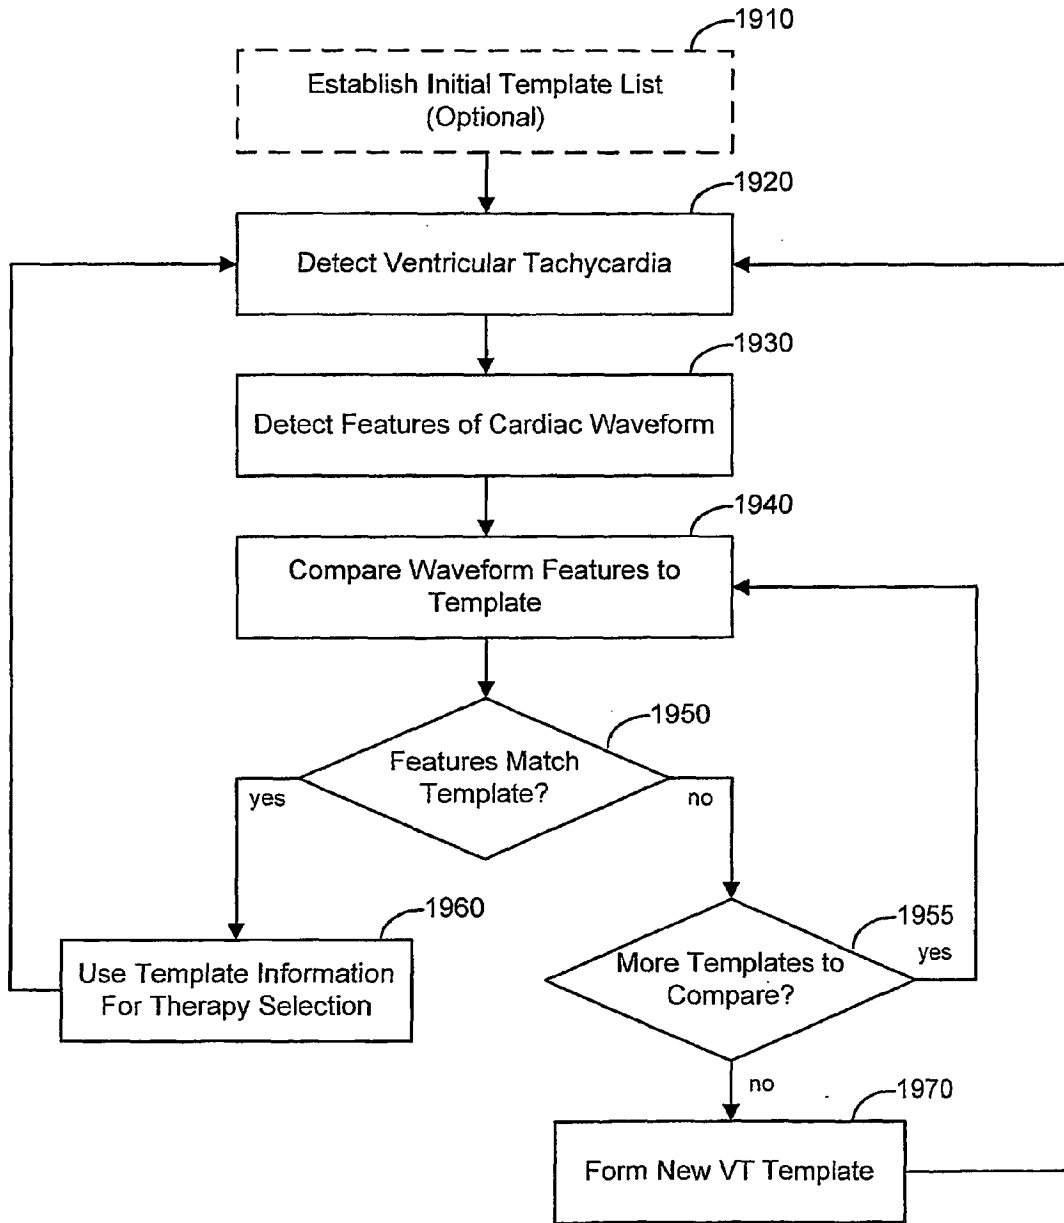 1910
Establish Initial Template List
(Optional)
1920
Detect Ventricular Tachycardia
1930
Detect Features of Cardiac Waveform
1940
Compare Waveform Features to
Template
1950
Features Match
Template?
yes
no
1960
Use Template Information
For Therapy Selection
1955
More Templates to
Compare?
yes
no
1970
Form New VT Template